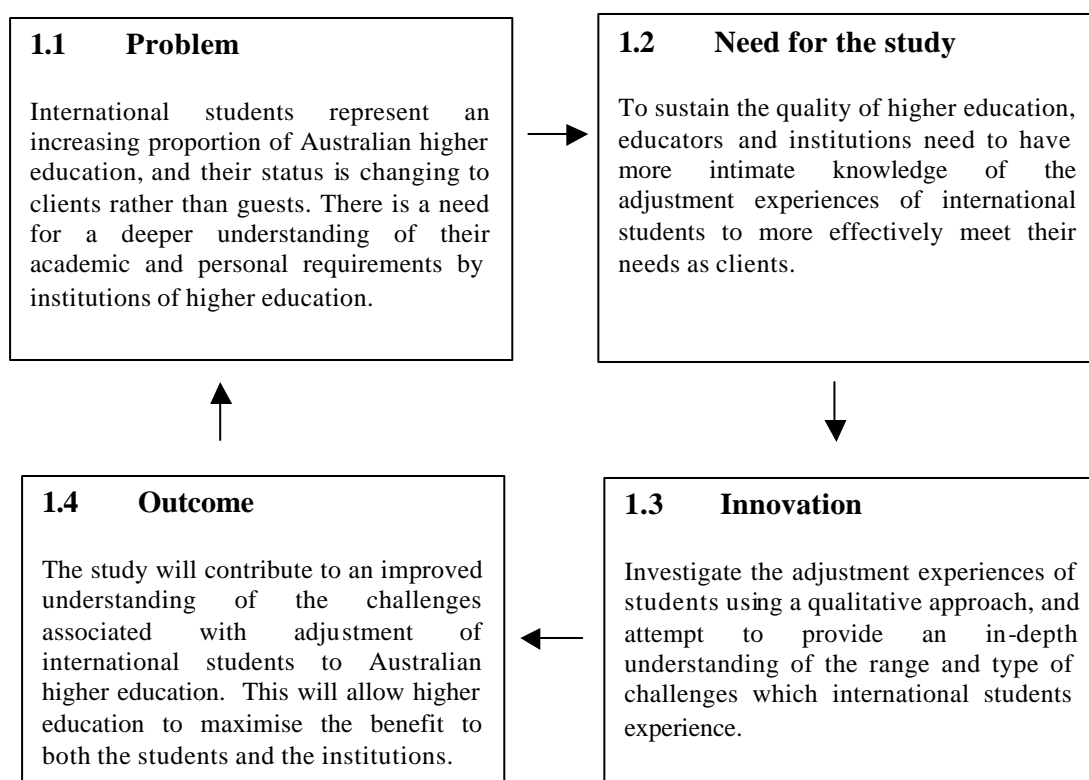 1.1 Problem
International students represent an
increasing proportion of Australian higher
education, and their status is changing to
clients rather than guests. There is a need
for a deeper understanding of their
academic and personal requirements by
institutions of higher education.
1.2 Need for the study
To sustain the quality of higher education,
educators and institutions need to have
more intimate knowledge of the
adjustment experiences of international
students to more effectively meet their
needs as clients.
1.4 Outcome
The study will contribute to an improved
understanding of the challenges
associated with adjustment of
international students to Australian
higher education. This will allow higher
education to maximise the benefit to
both the students and the institutions.
1.3 Innovation
Investigate the adjustment experiences of
students using a qualitative approach, and
attempt to provide an in-depth
understanding of the range and type of
challenges which international students
experience.